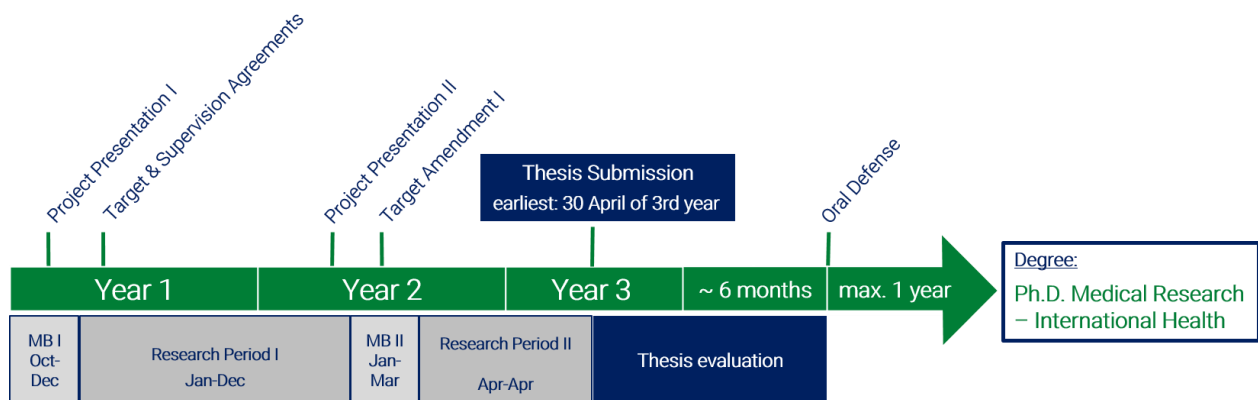 Project Presentation I
Target & Supervision Agreements
Project Presentation II
Target Amendment I
Thesis Submission
earliest: 30 April of 3rd year
Oral Defense
Year 1
Year 2
Year 3
~ 6 months
max. 1 year
Degree:
Ph.D. Medical Research
– International Health
MB I
Oct-
Dec
Research Period I
Jan-Dec
MB II
Jan-
Mar
Research Period II
Apr-Apr
Thesis evaluation